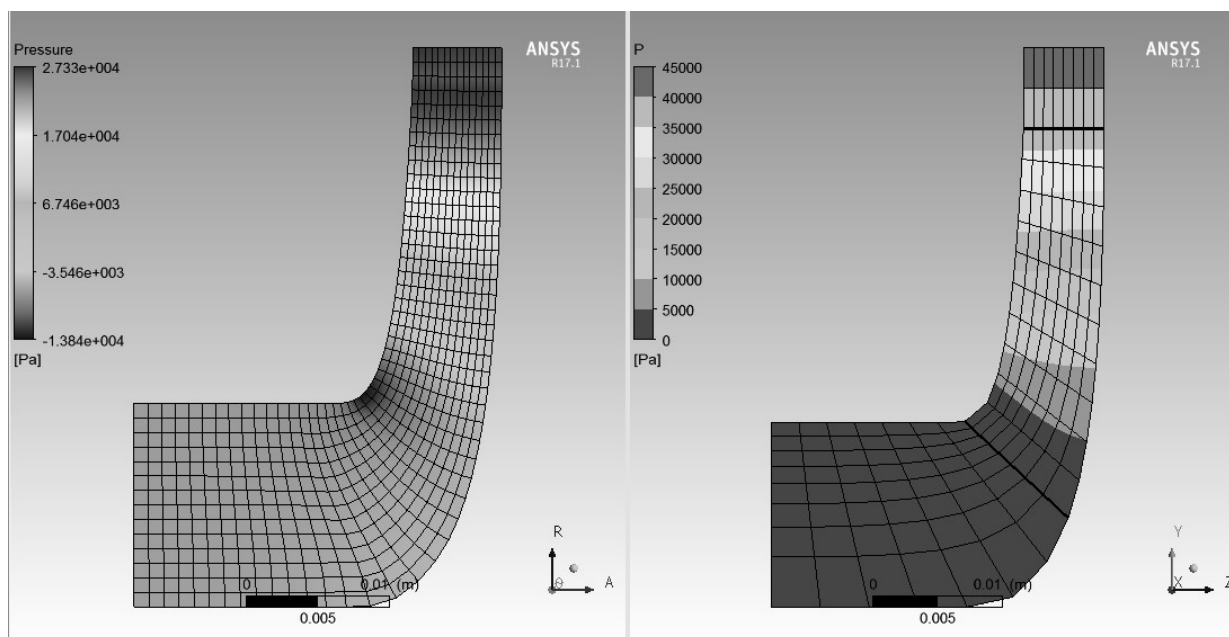 Pressure
2.733e+004
1.704e+004
6.746e+003
-3.546e+003
-1.384e+004
[Pa]
ANSYS
R17.1
R
θ
A
0
0.01 (m)
0.005
P
45000
40000
35000
30000
25000
20000
15000
10000
5000
0
[Pa]
ANSYS
R17.1
Y
X
Z
0
0.01 (m)
0.005